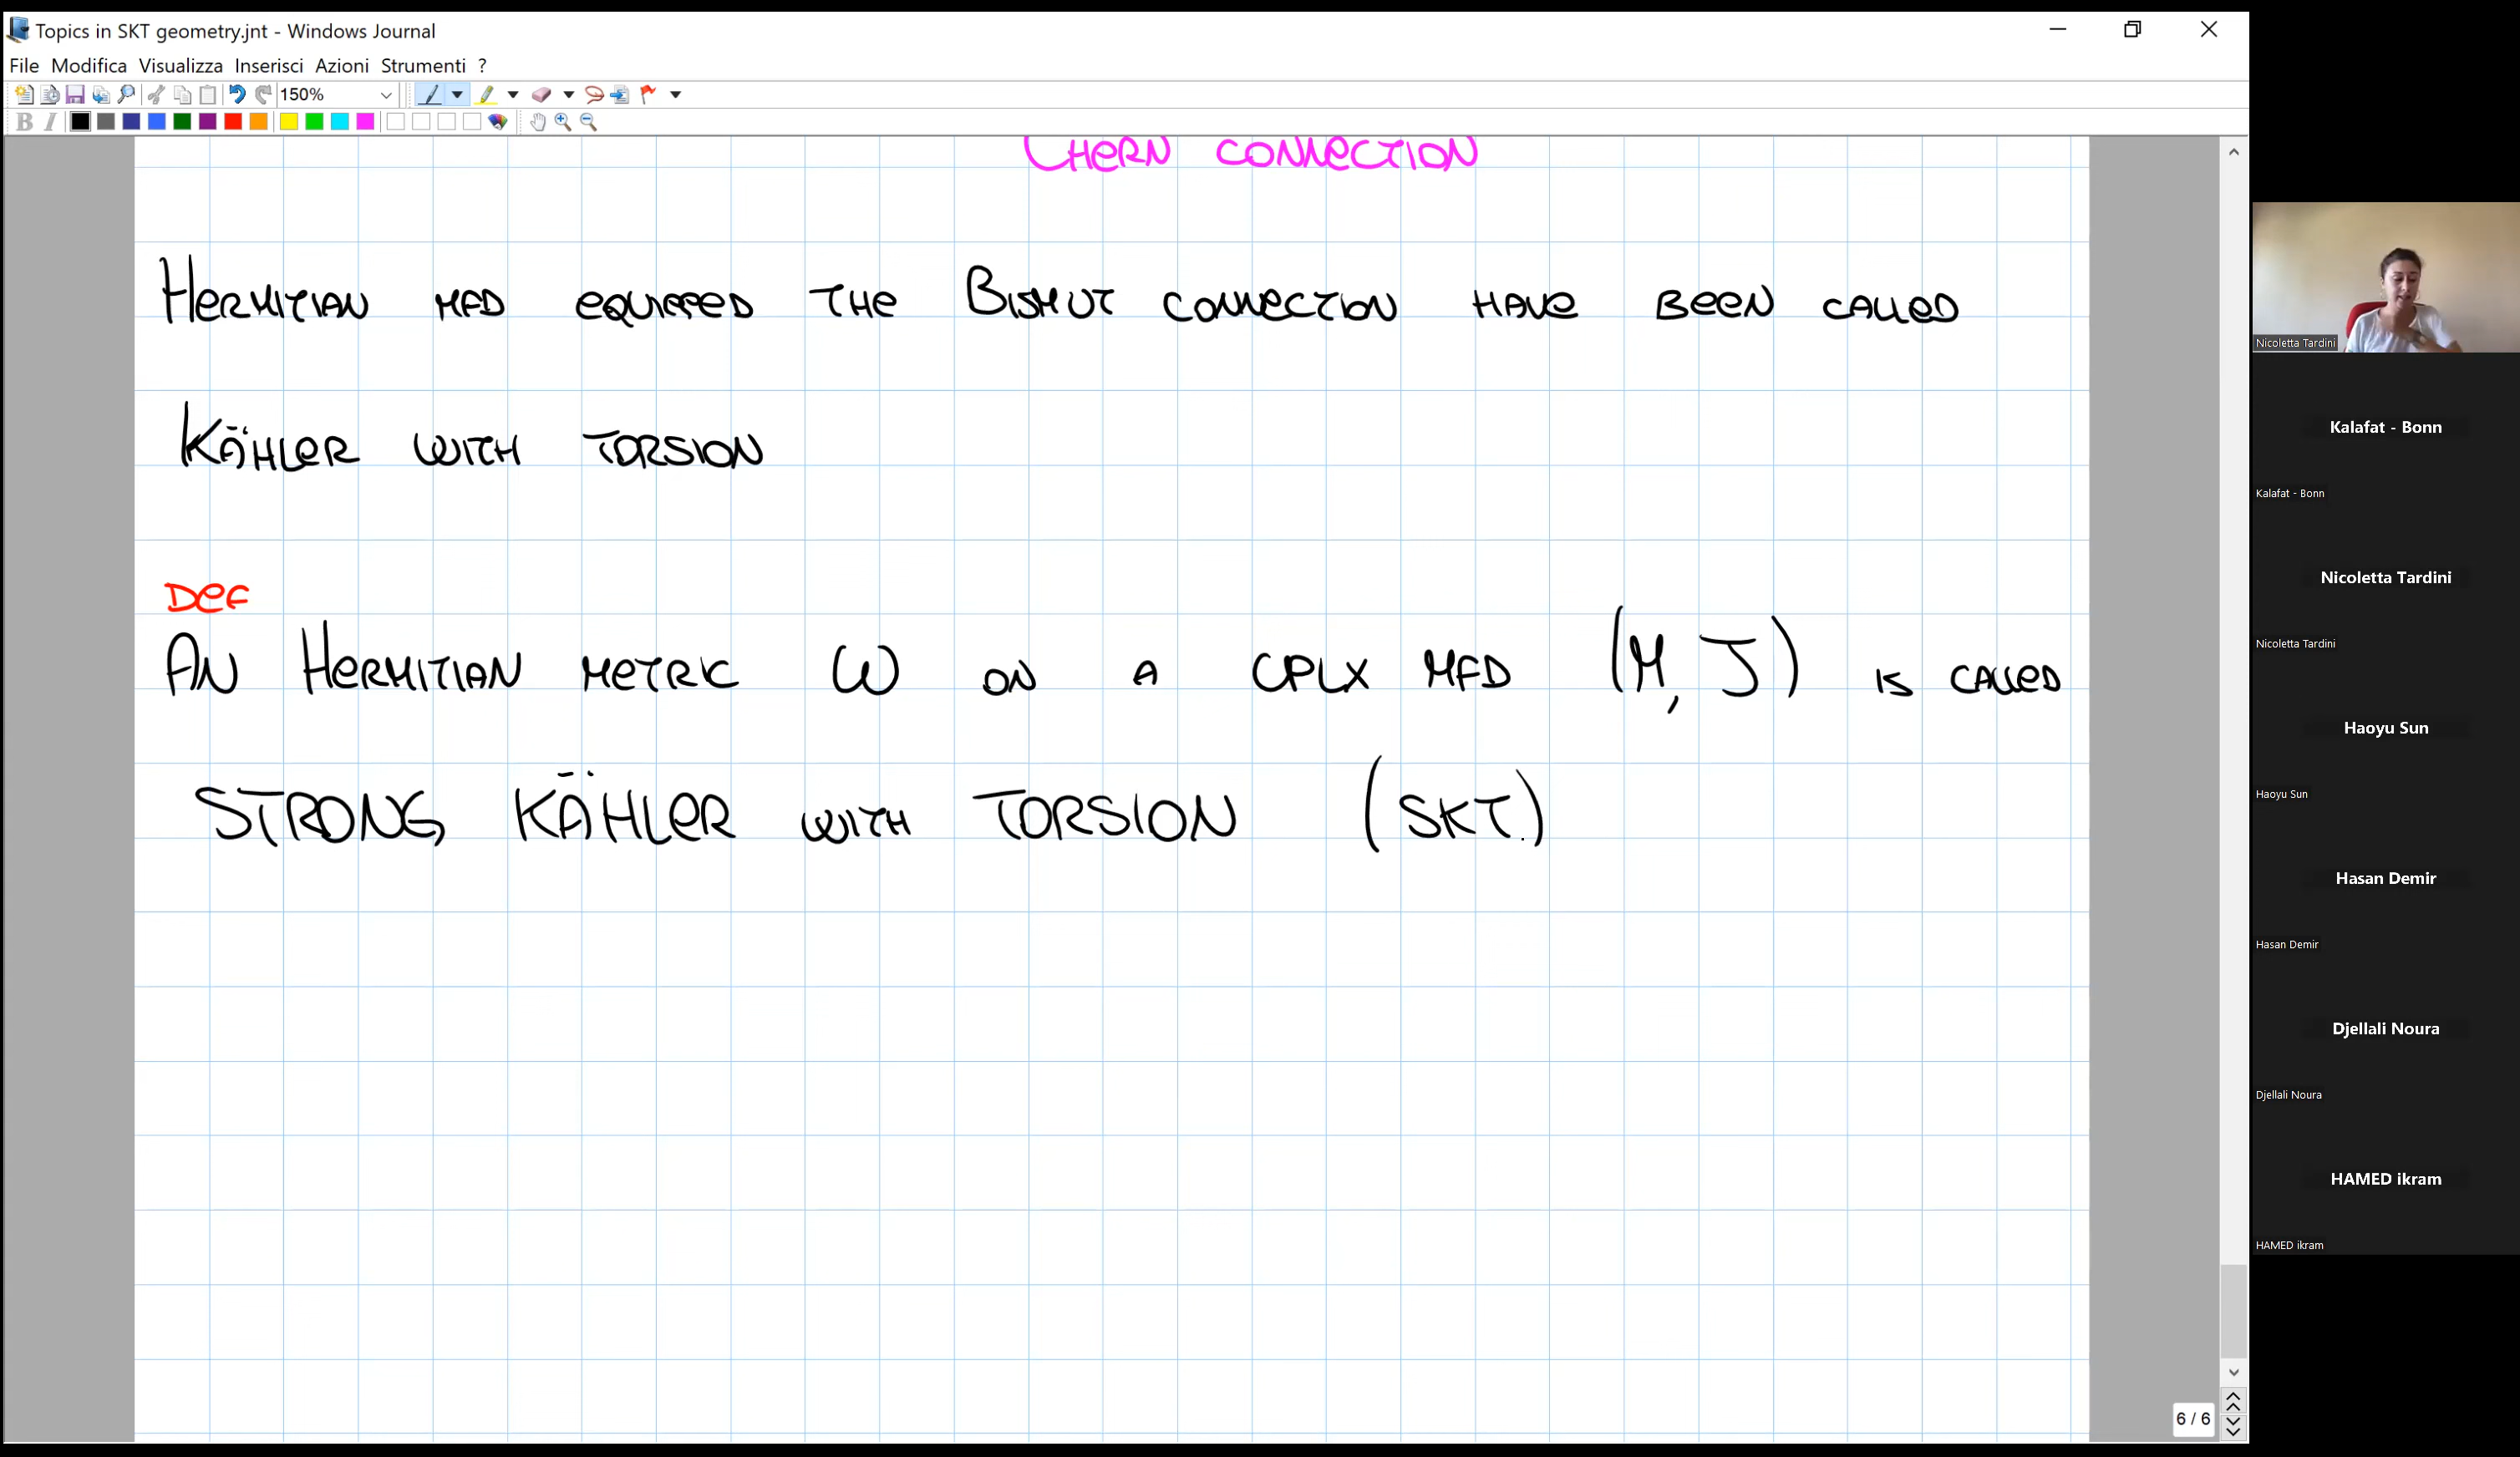 Topics in SKT geometry.jnt - Windows Journal
File Modifica Visualizza Inserisci Azioni Strumenti ?
150%
B I
CHERN CONNECTION
HERMITIAN MFD EQUIPPED THE BISMUT CONNECTION HAVE BEEN CALLED
KÄHLER WITH TORSION
DEF
AN HERMITIAN METRIC ω ON A CPLX MFD (M, J) IS CALLED
STRONG KÄHLER WITH TORSION (SKT.)
6 / 6
Nicoletta Tardini
Kalafat - Bonn
Kalafat - Bonn
Nicoletta Tardini
Nicoletta Tardini
Haoyu Sun
Haoyu Sun
Hasan Demir
Hasan Demir
Djellali Noura
Djellali Noura
HAMED ikram
HAMED ikram